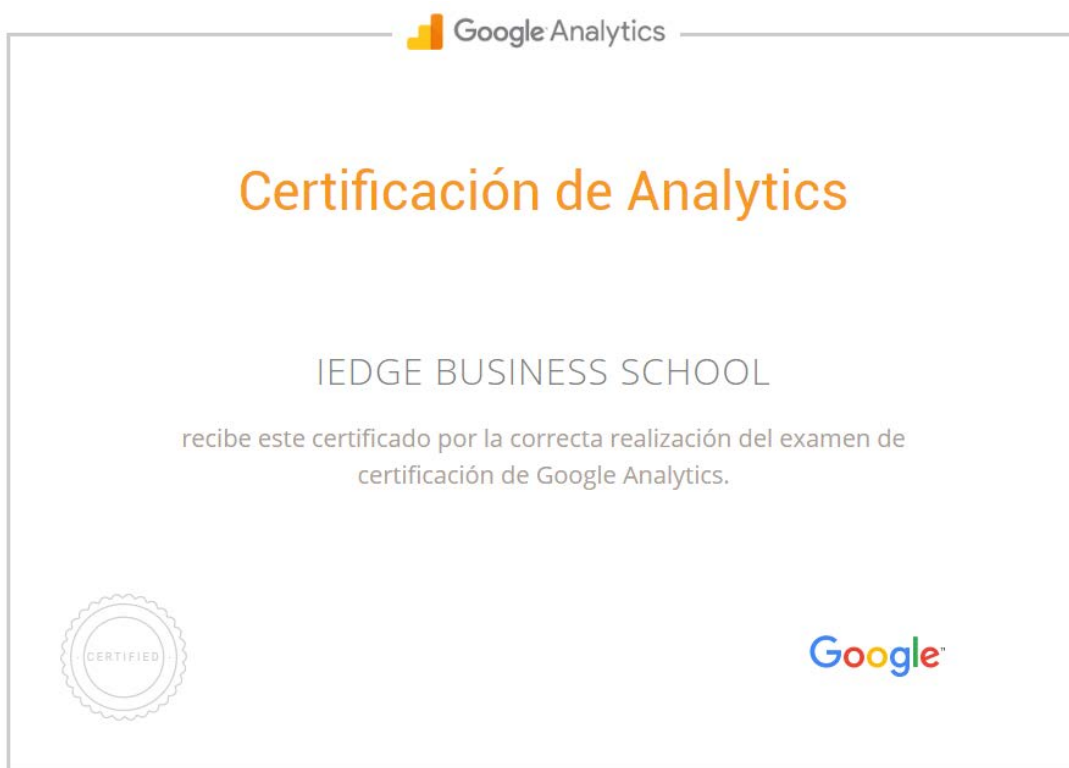 Google Analytics
Certificación de Analytics
IEDGE BUSINESS SCHOOL
recibe este certificado por la correcta realización del examen de
certificación de Google Analytics.
CERTIFIED
Google™